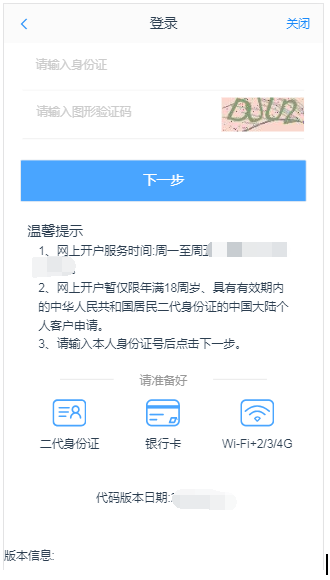 登录
关闭
请输入身份证
请输入图形验证码
下一步
温馨提示
1、网上开户服务时间:周一至周五
2、网上开户暂仅限年满18周岁、具有有效期内
的中华人民共和国居民二代身份证的中国大陆个
人客户申请。
3、请输入本人身份证号后点击下一步。
请准备好
二代身份证
银行卡
Wi-Fi+2/3/4G
代码版本日期:
版本信息: